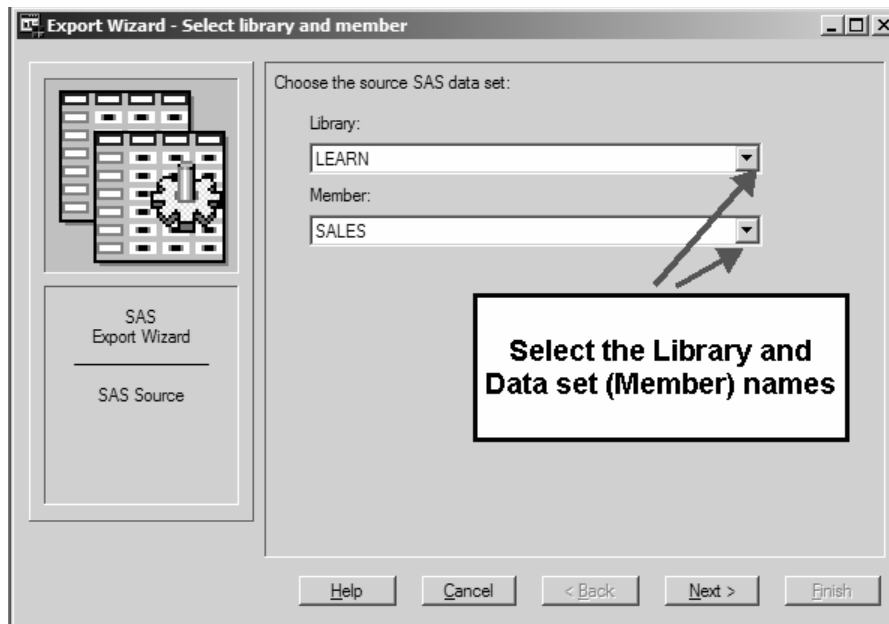 Export Wizard - Select library and member
Choose the source SAS data set:
Library:
LEARN
Member:
SALES
SAS
Export Wizard
SAS Source
Select the Library and
Data set (Member) names
Help
Cancel
< Back
Next >
Finish